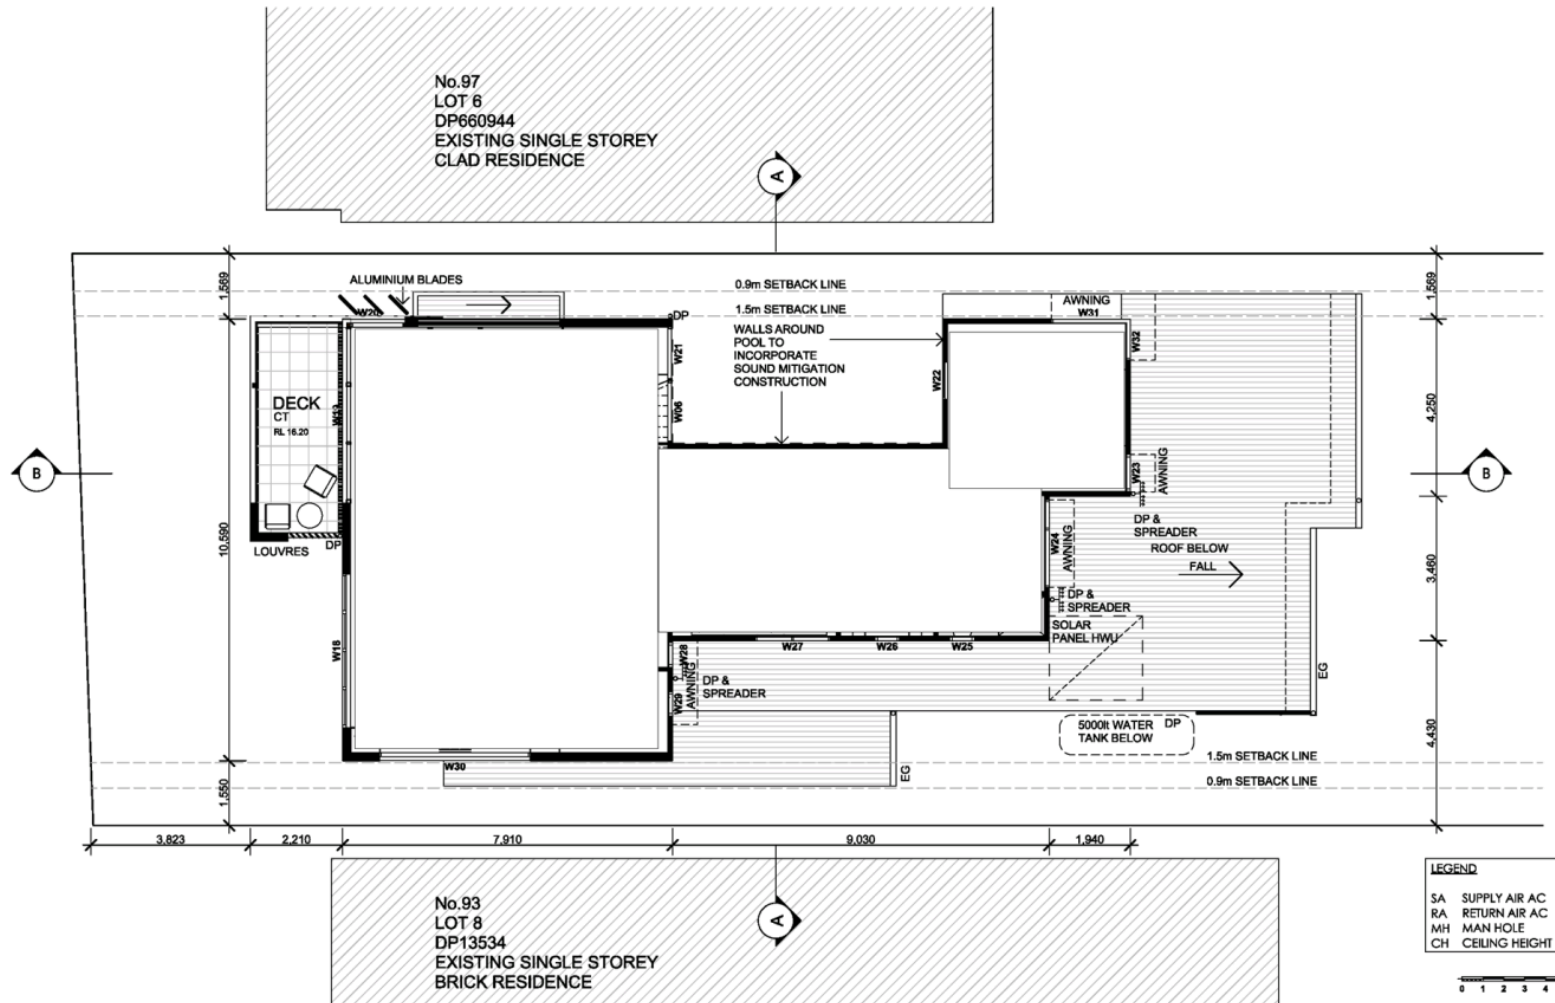 No.97
LOT 6
DP660944
EXISTING SINGLE STOREY
CLAD RESIDENCE
A
1,569
ALUMINIUM BLADES
W20
DP
0.9m SETBACK LINE
1.5m SETBACK LINE
WALLS AROUND
POOL TO
INCORPORATE
SOUND MITIGATION
CONSTRUCTION
AWNING
W31
W32
1,569
W21
W06
W22
DECK
CT
RL 16.20
B
W23
AWNING
4,250
B
DP &
SPREADER
ROOF BELOW
FALL
LOUVRES
DP
10,590
W24
AWNING
3,460
DP &
SPREADER
SOLAR
PANEL HWU
W18
W27
W26
W25
W28
W29
AWNING
DP &
SPREADER
EG
5000lt WATER
TANK BELOW
DP
4,430
W30
EG
1.5m SETBACK LINE
0.9m SETBACK LINE
1,550
3,823
2,210
7,910
9,030
1,940
No.93
LOT 8
DP13534
EXISTING SINGLE STOREY
BRICK RESIDENCE
A
LEGEND
SA SUPPLY AIR AC
RA RETURN AIR AC
MH MAN HOLE
CH CEILING HEIGHT
0 1 2 3 4